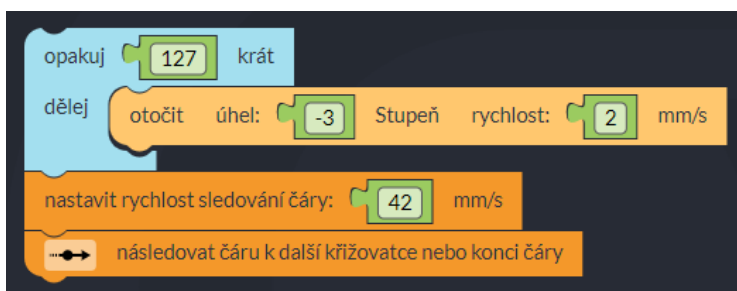 opakuj 127 krát
dělej otočit úhel: -3 Stupeň rychlost: 2 mm/s
nastavit rychlost sledování čáry: 42 mm/s
následovat čáru k další křižovatce nebo konci čáry